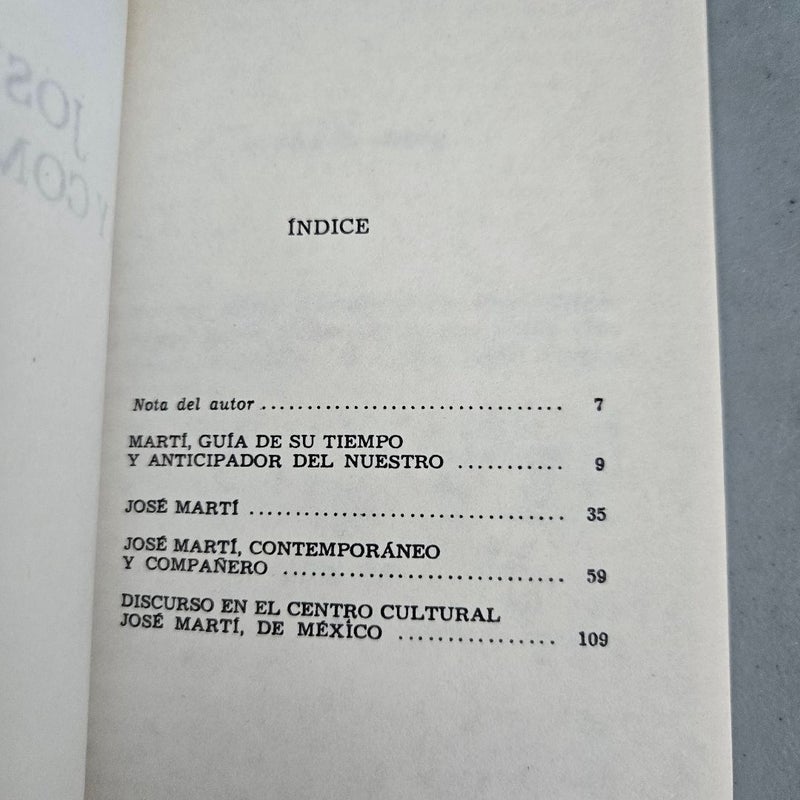 ÍNDICE
Nota del autor ................................. 7
MARTÍ, GUÍA DE SU TIEMPO
Y ANTICIPADOR DEL NUESTRO ............ 9
JOSÉ MARTÍ ................................... 35
JOSÉ MARTÍ, CONTEMPORÁNEO
Y COMPAÑERO ............................... 59
DISCURSO EN EL CENTRO CULTURAL
JOSÉ MARTÍ, DE MÉXICO ................. 109